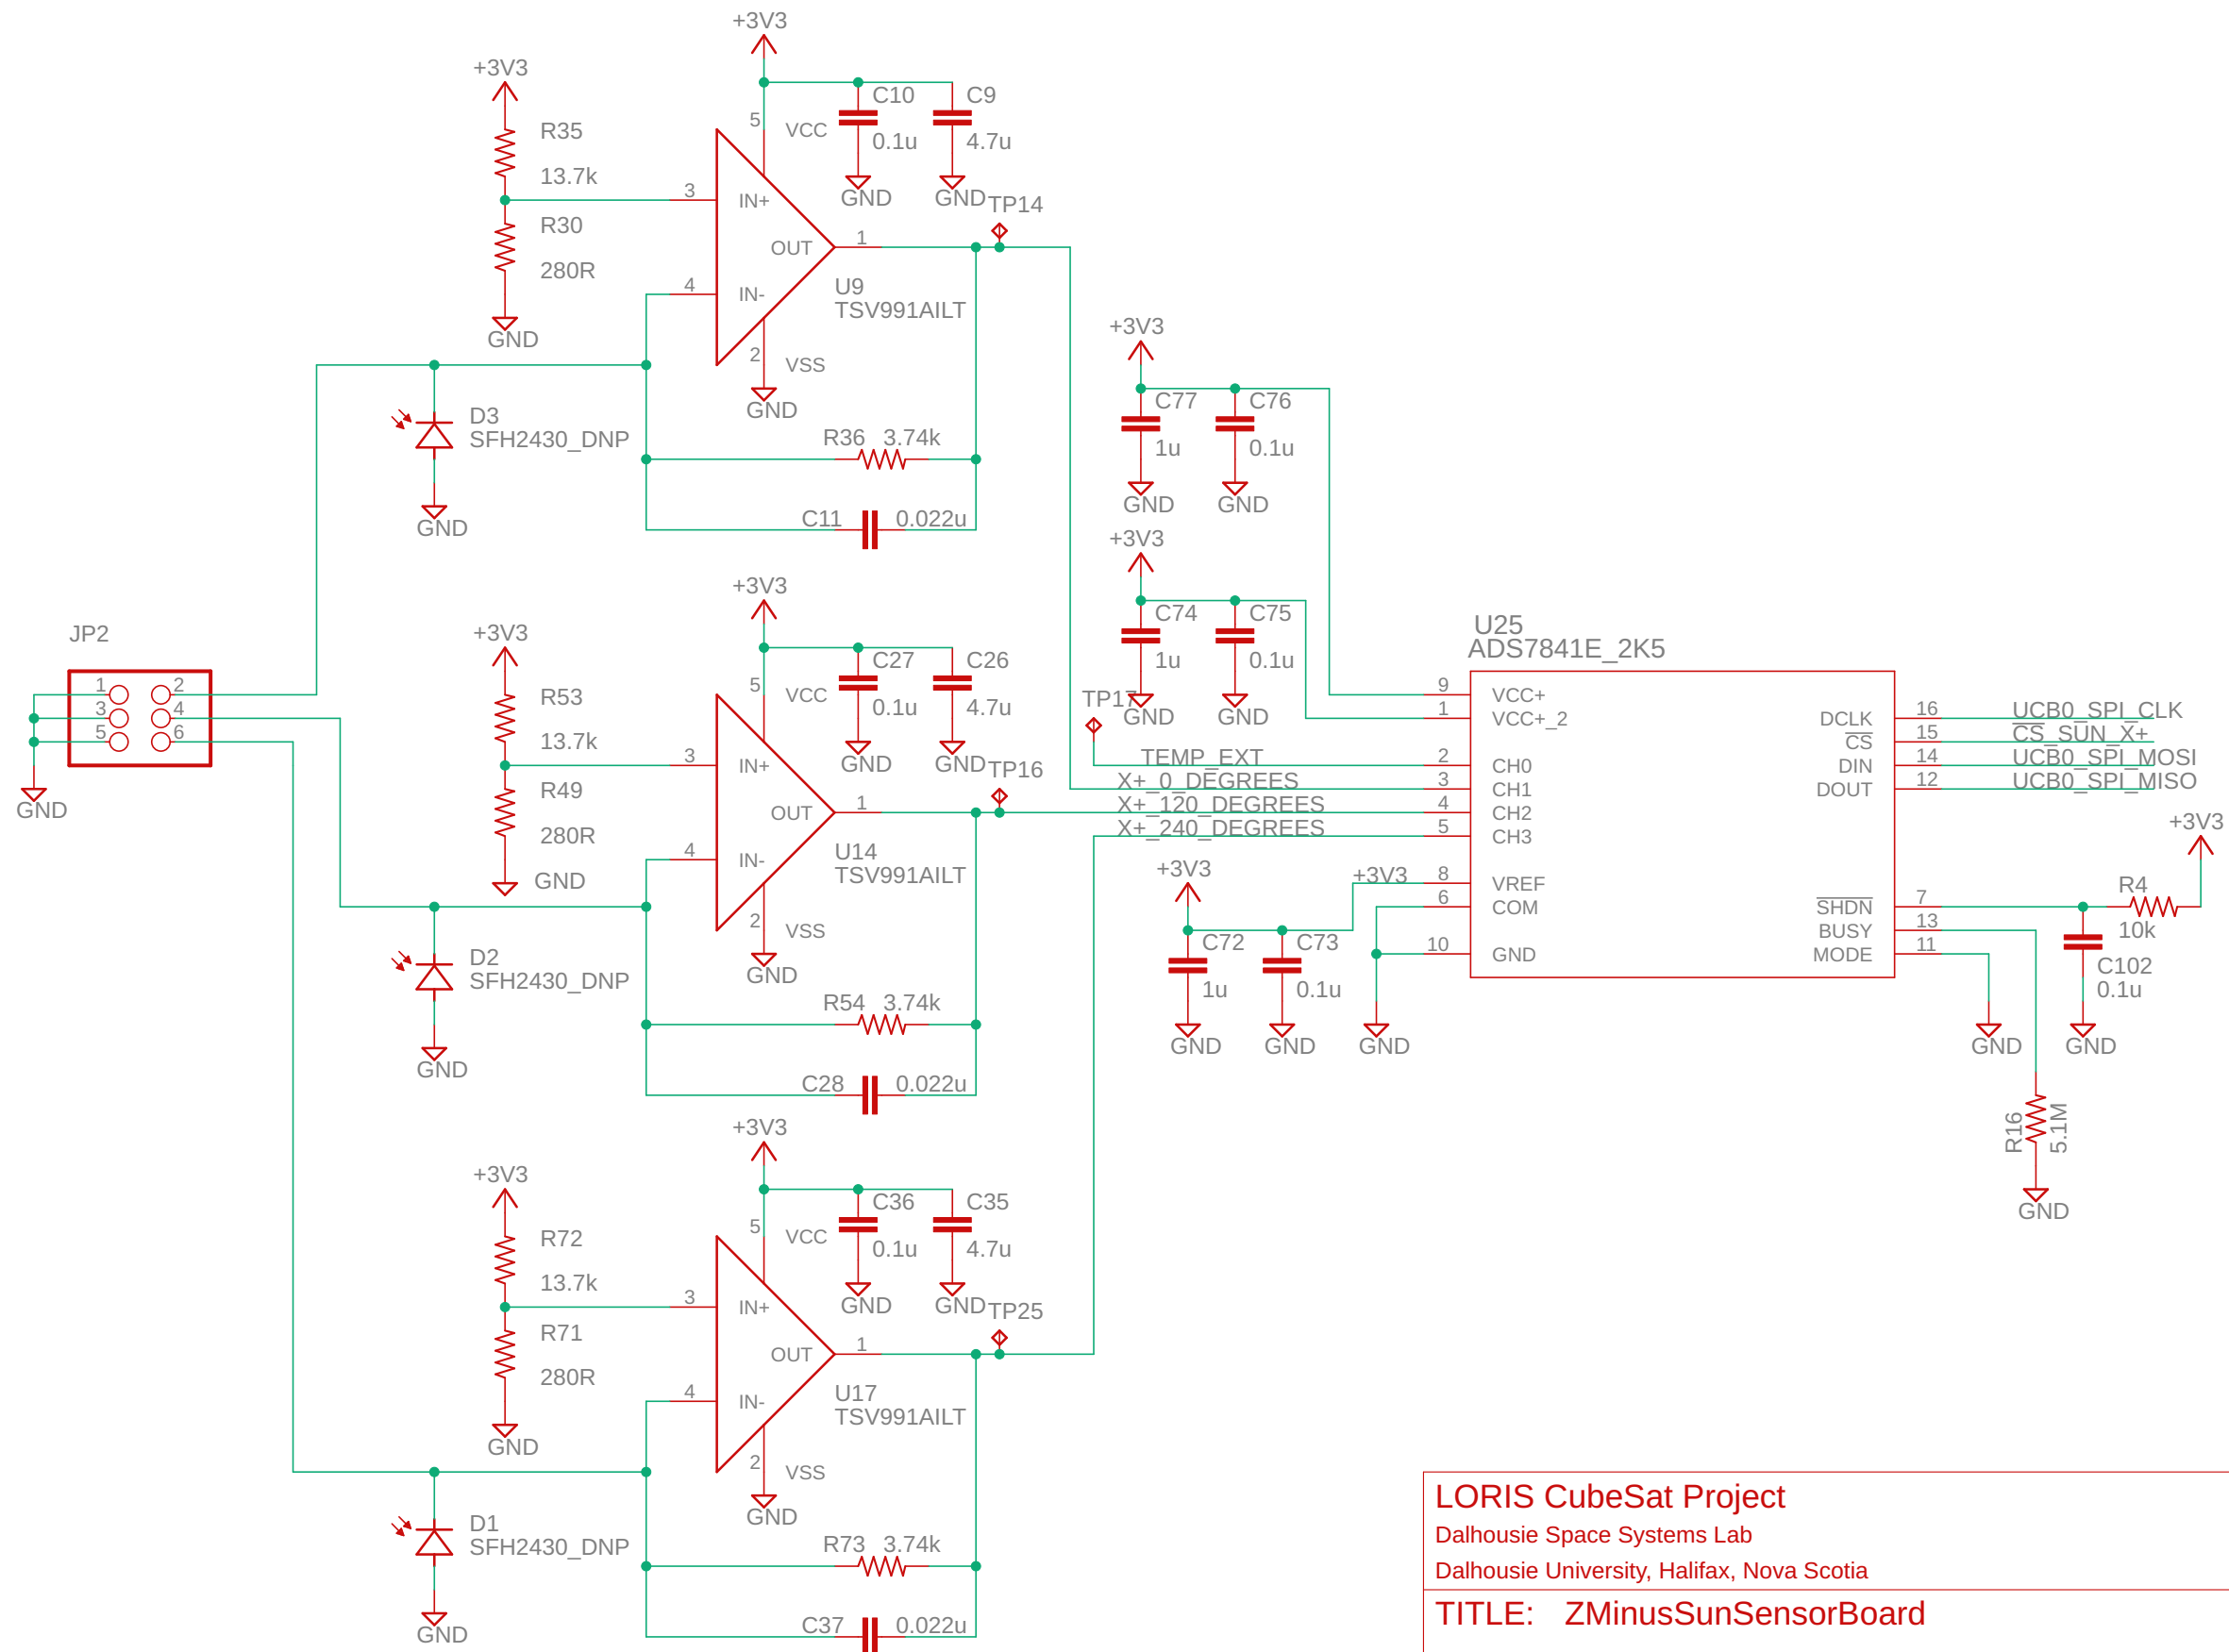 +3V3
+3V3
C10
C9
R35
5
VCC
0.1u
4.7u
13.7k
3
IN+
GND
GND
TP14
R30
OUT
1
280R
4
IN-
U9
TSV991AILT
GND
2
VSS
GND
D3
SFH2430_DNP
R36
3.74k
GND
C11
0.022u
+3V3
C77
C76
1u
0.1u
GND
GND
+3V3
C74
C75
1u
0.1u
GND
GND
TP17
JP2
1
2
3
4
5
6
GND
+3V3
+3V3
C27
C26
R53
5
VCC
0.1u
4.7u
13.7k
3
IN+
GND
GND
TP16
R49
OUT
1
280R
4
IN-
U14
TSV991AILT
GND
2
VSS
GND
D2
SFH2430_DNP
R54
3.74k
GND
C28
0.022u
U25
ADS7841E_2K5
9
VCC+
1
VCC+_2
TEMP_EXT
2
CH0
X+_0_DEGREES
3
CH1
X+_120_DEGREES
4
CH2
X+_240_DEGREES
5
CH3
+3V3
+3V3
8
VREF
6
COM
10
GND
C72
C73
1u
0.1u
GND
GND
GND
DCLK
16
UCB0_SPI_CLK
CS
15
CS_SUN_X+
DIN
14
UCB0_SPI_MOSI
DOUT
12
UCB0_SPI_MISO
+3V3
SHDN
7
R4
10k
BUSY
13
MODE
11
C102
0.1u
GND
GND
R16
5.1M
GND
+3V3
+3V3
C36
C35
R72
5
VCC
0.1u
4.7u
13.7k
3
IN+
GND
GND
TP25
R71
OUT
1
280R
4
IN-
U17
TSV991AILT
GND
2
VSS
GND
D1
SFH2430_DNP
R73
3.74k
GND
C37
0.022u
LORIS CubeSat Project
Dalhousie Space Systems Lab
Dalhousie University, Halifax, Nova Scotia
TITLE: ZMinusSunSensorBoard